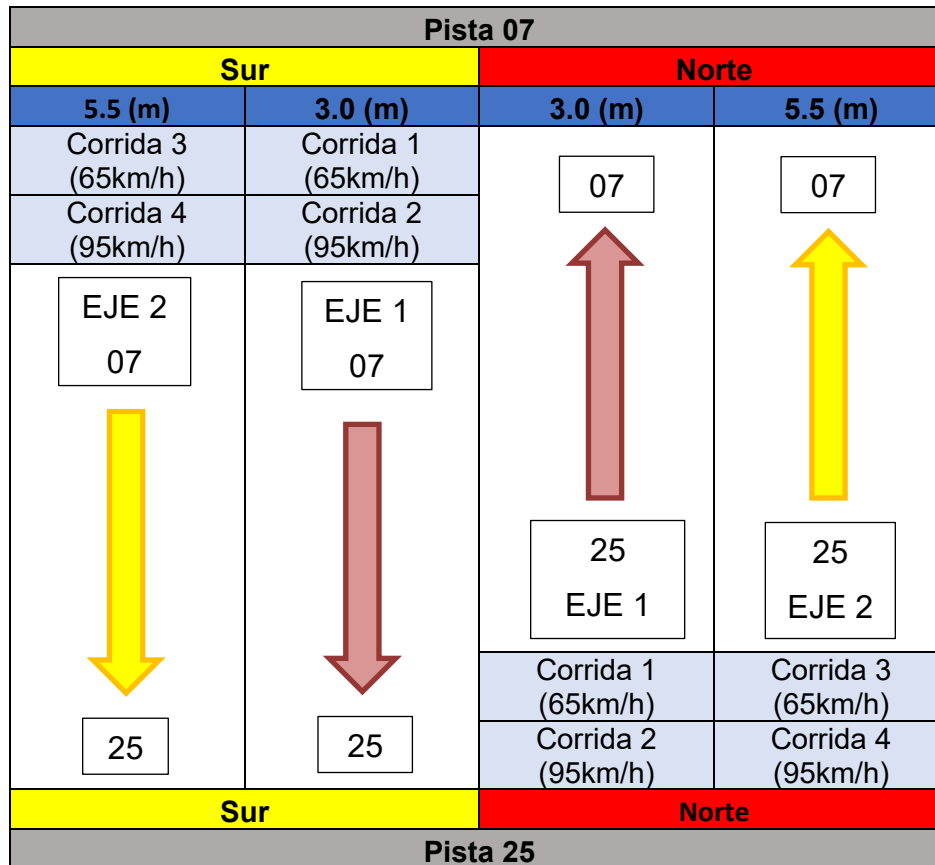 Pista 07
Sur
Norte
5.5 (m)
3.0 (m)
3.0 (m)
5.5 (m)
Corrida 3
(65km/h)
Corrida 1
(65km/h)
Corrida 4
(95km/h)
Corrida 2
(95km/h)
07
07
EJE 2
07
EJE 1
07
25
EJE 1
25
EJE 2
25
25
Corrida 1
(65km/h)
Corrida 3
(65km/h)
Corrida 2
(95km/h)
Corrida 4
(95km/h)
Sur
Norte
Pista 25